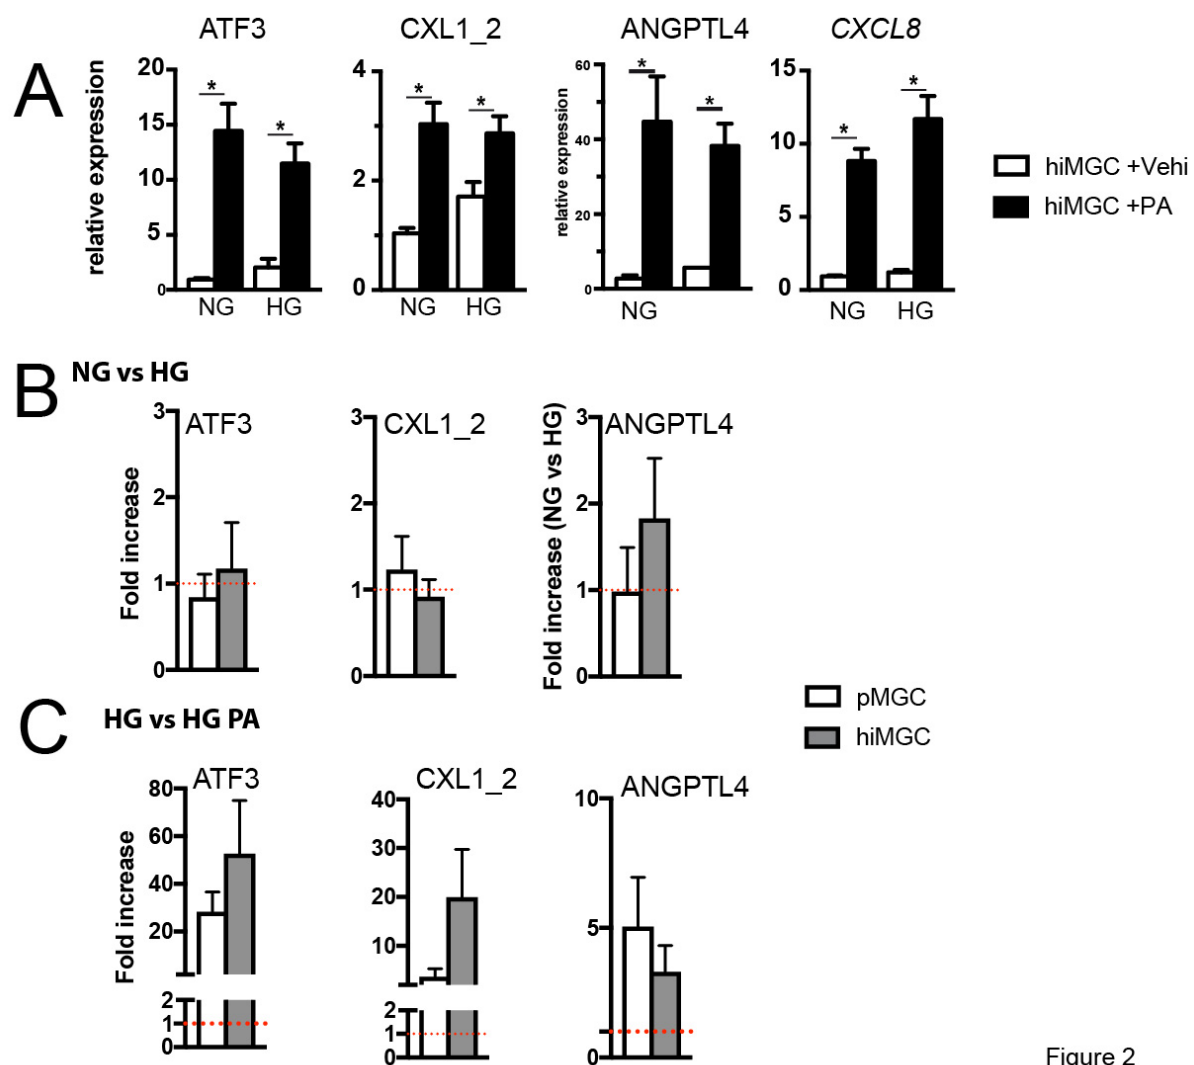 A
ATF3
CXL1_2
ANGPTL4
CXCL8
relative expression
20
15
10
5
0
*
*
NG
HG
4
2
0
*
*
NG
HG
relative expression
60
40
20
0
*
*
NG
15
10
5
0
*
*
NG
HG
hiMGC +Vehi
hiMGC +PA
B
NG vs HG
ATF3
Fold increase
3
2
1
0
CXL1_2
3
2
1
0
ANGPTL4
Fold increase (NG vs HG)
3
2
1
0
pMGC
hiMGC
C
HG vs HG PA
ATF3
Fold increase
80
60
40
20
2
1
0
CXL1_2
40
30
20
10
2
1
0
ANGPTL4
10
5
0
Figure 2